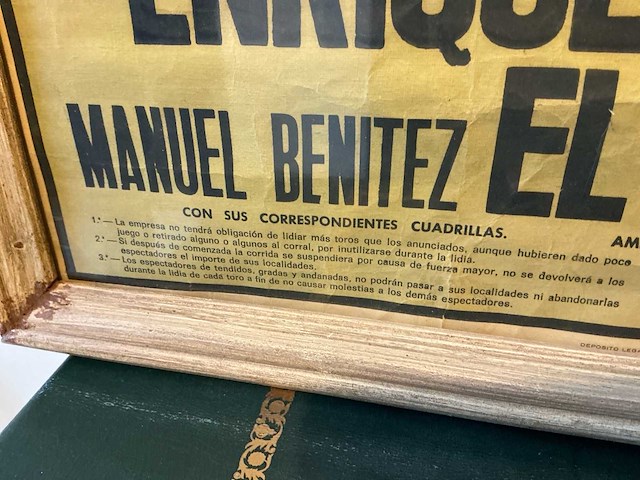 ENRIQUE
MANUEL BENITEZ EL
CON SUS CORRESPONDIENTES CUADRILLAS.
AM
1.ª — La empresa no tendrá obligación de lidiar más toros que los anunciados, aunque hubieren dado poco
juego o retirado alguno o algunos al corral, por inutilizarse durante la lidia.
2.ª — Si después de comenzada la corrida se suspendiera por causa de fuerza mayor, no se devolverá a los
espectadores el importe de sus localidades.
3.ª — Los espectadores de tendidos, gradas y andanadas, no podrán pasar a sus localidades ni abandonarlas
durante la lidia de cada toro a fin de no causar molestias a los demás espectadores.
DEPOSITO LEGA